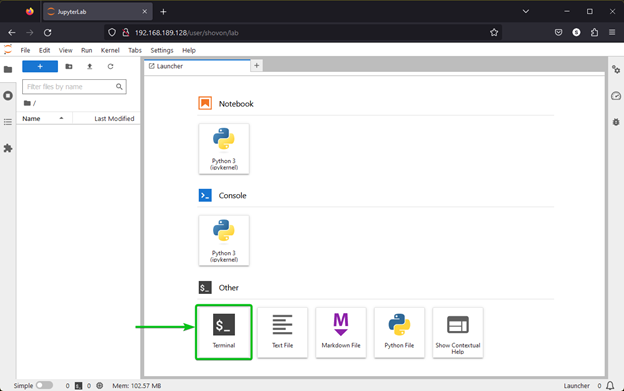 JupyterLab
192.168.189.128/user/shovon/lab
File Edit View Run Kernel Tabs Settings Help
+
Filter files by name
/
Name Last Modified
Launcher
+
Notebook
Python 3
(ipykernel)
Console
Python 3
(ipykernel)
Other
$_
Terminal
Text File
M
Markdown File
Python File
Show Contextual
Help
Simple 0 0 Mem: 102.57 MB Launcher 0